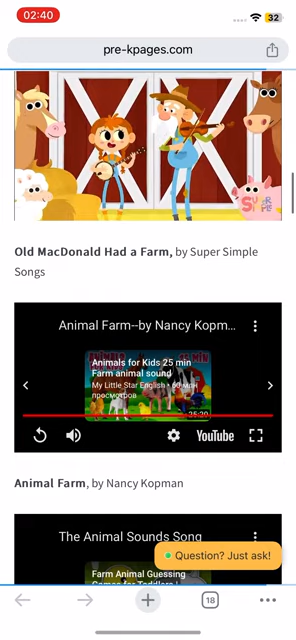 02:40
32
pre-kpages.com
SUPER
SIMPLE
Old MacDonald Had a Farm, by Super Simple
Songs
Animal Farm--by Nancy Kopm...
Animals for Kids 25 min
Farm animal sound
My Little Star English • 60 млн
просмотров
25:20
YouTube
Animal Farm, by Nancy Kopman
The Animal Sounds Song
Question? Just ask!
Farm Animal Guessing
Games for Toddlers |
18